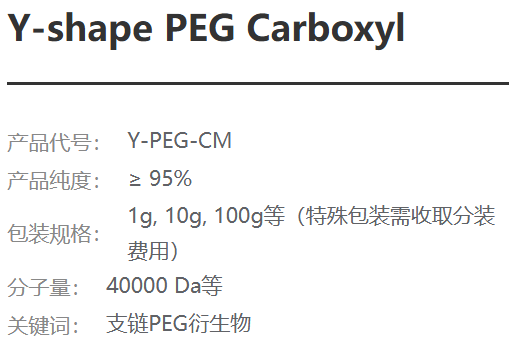 Y-shape PEG Carboxyl
产品代号： Y-PEG-CM
产品纯度： ≥ 95%
包装规格： 1g, 10g, 100g等（特殊包装需收取分装
费用）
分子量： 40000 Da等
关键词： 支链PEG衍生物